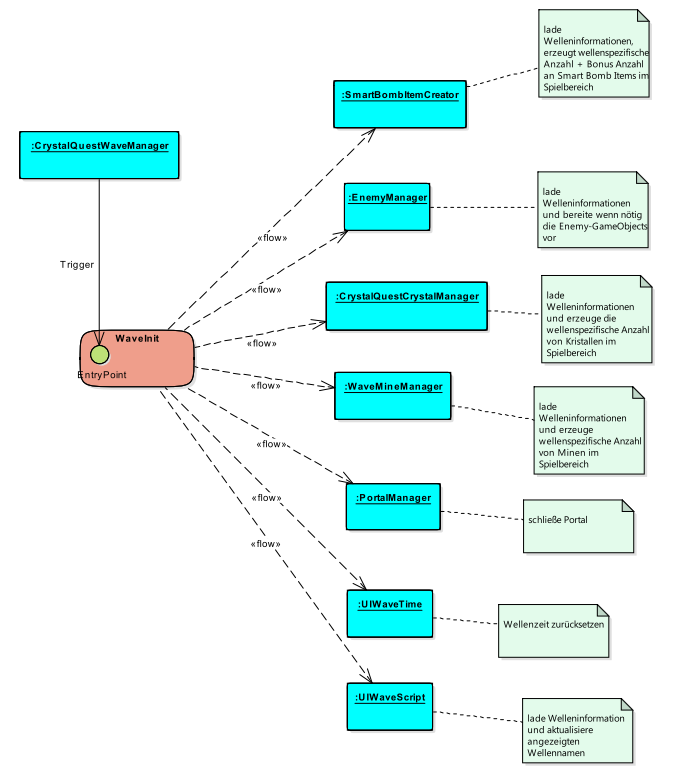 lade
Welleninformationen,
erzeugt wellenspezifische
Anzahl + Bonus Anzahl
an Smart Bomb Items im
Spielbereich
:SmartBombItemCreator
:CrystalQuestWaveManager
:EnemyManager
lade
Welleninformationen
und bereite wenn nötig
die Enemy-GameObjects
vor
«flow»
Trigger
«flow»
:CrystalQuestCrystalManager
lade
Welleninformationen
und erzeuge die
wellenspezifische Anzahl
von Kristallen im
Spielbereich
WaveInit
EntryPoint
«flow»
«flow»
:WaveMineManager
lade
Welleninformationen
und erzeuge
wellenspezifische Anzahl
von Minen im
Spielbereich
«flow»
:PortalManager
schließe Portal
«flow»
«flow»
:UIWaveTime
Wellenzeit zurücksetzen
:UIWaveScript
lade Welleninformation
und aktualisiere
angezeigten
Wellennamen